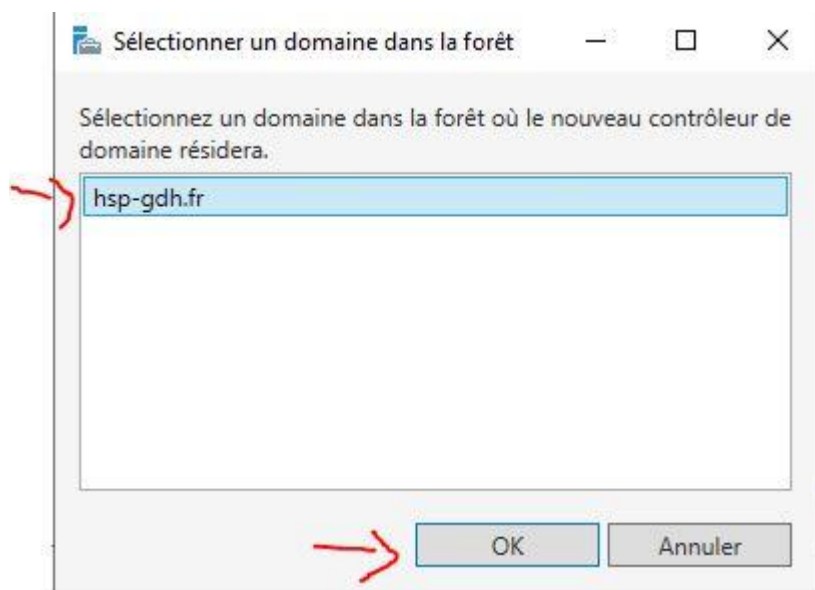 Sélectionner un domaine dans la forêt
Sélectionnez un domaine dans la forêt où le nouveau contrôleur de
domaine résidera.
hsp-gdh.fr
OK
Annuler